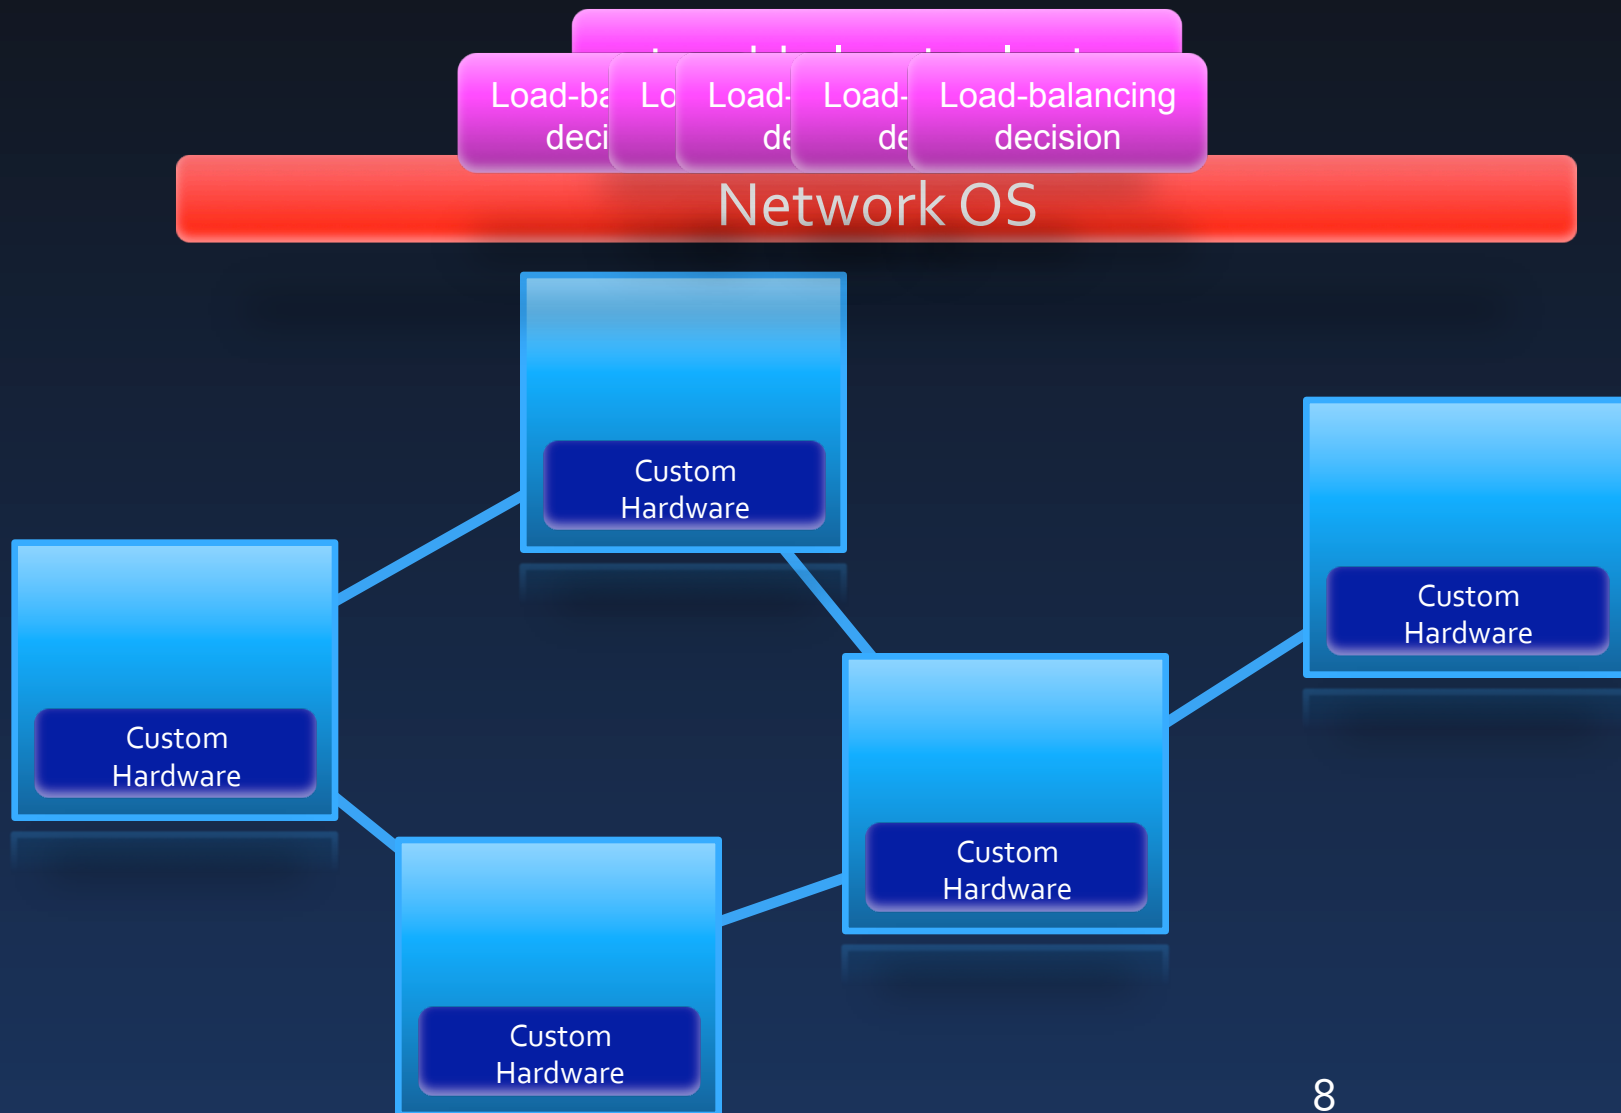 Load-ba Lo Load- Load- Load-balancing
deci de de decision
Network OS
Custom
Hardware
Custom
Hardware
Custom
Hardware
Custom
Hardware
Custom
Hardware
8